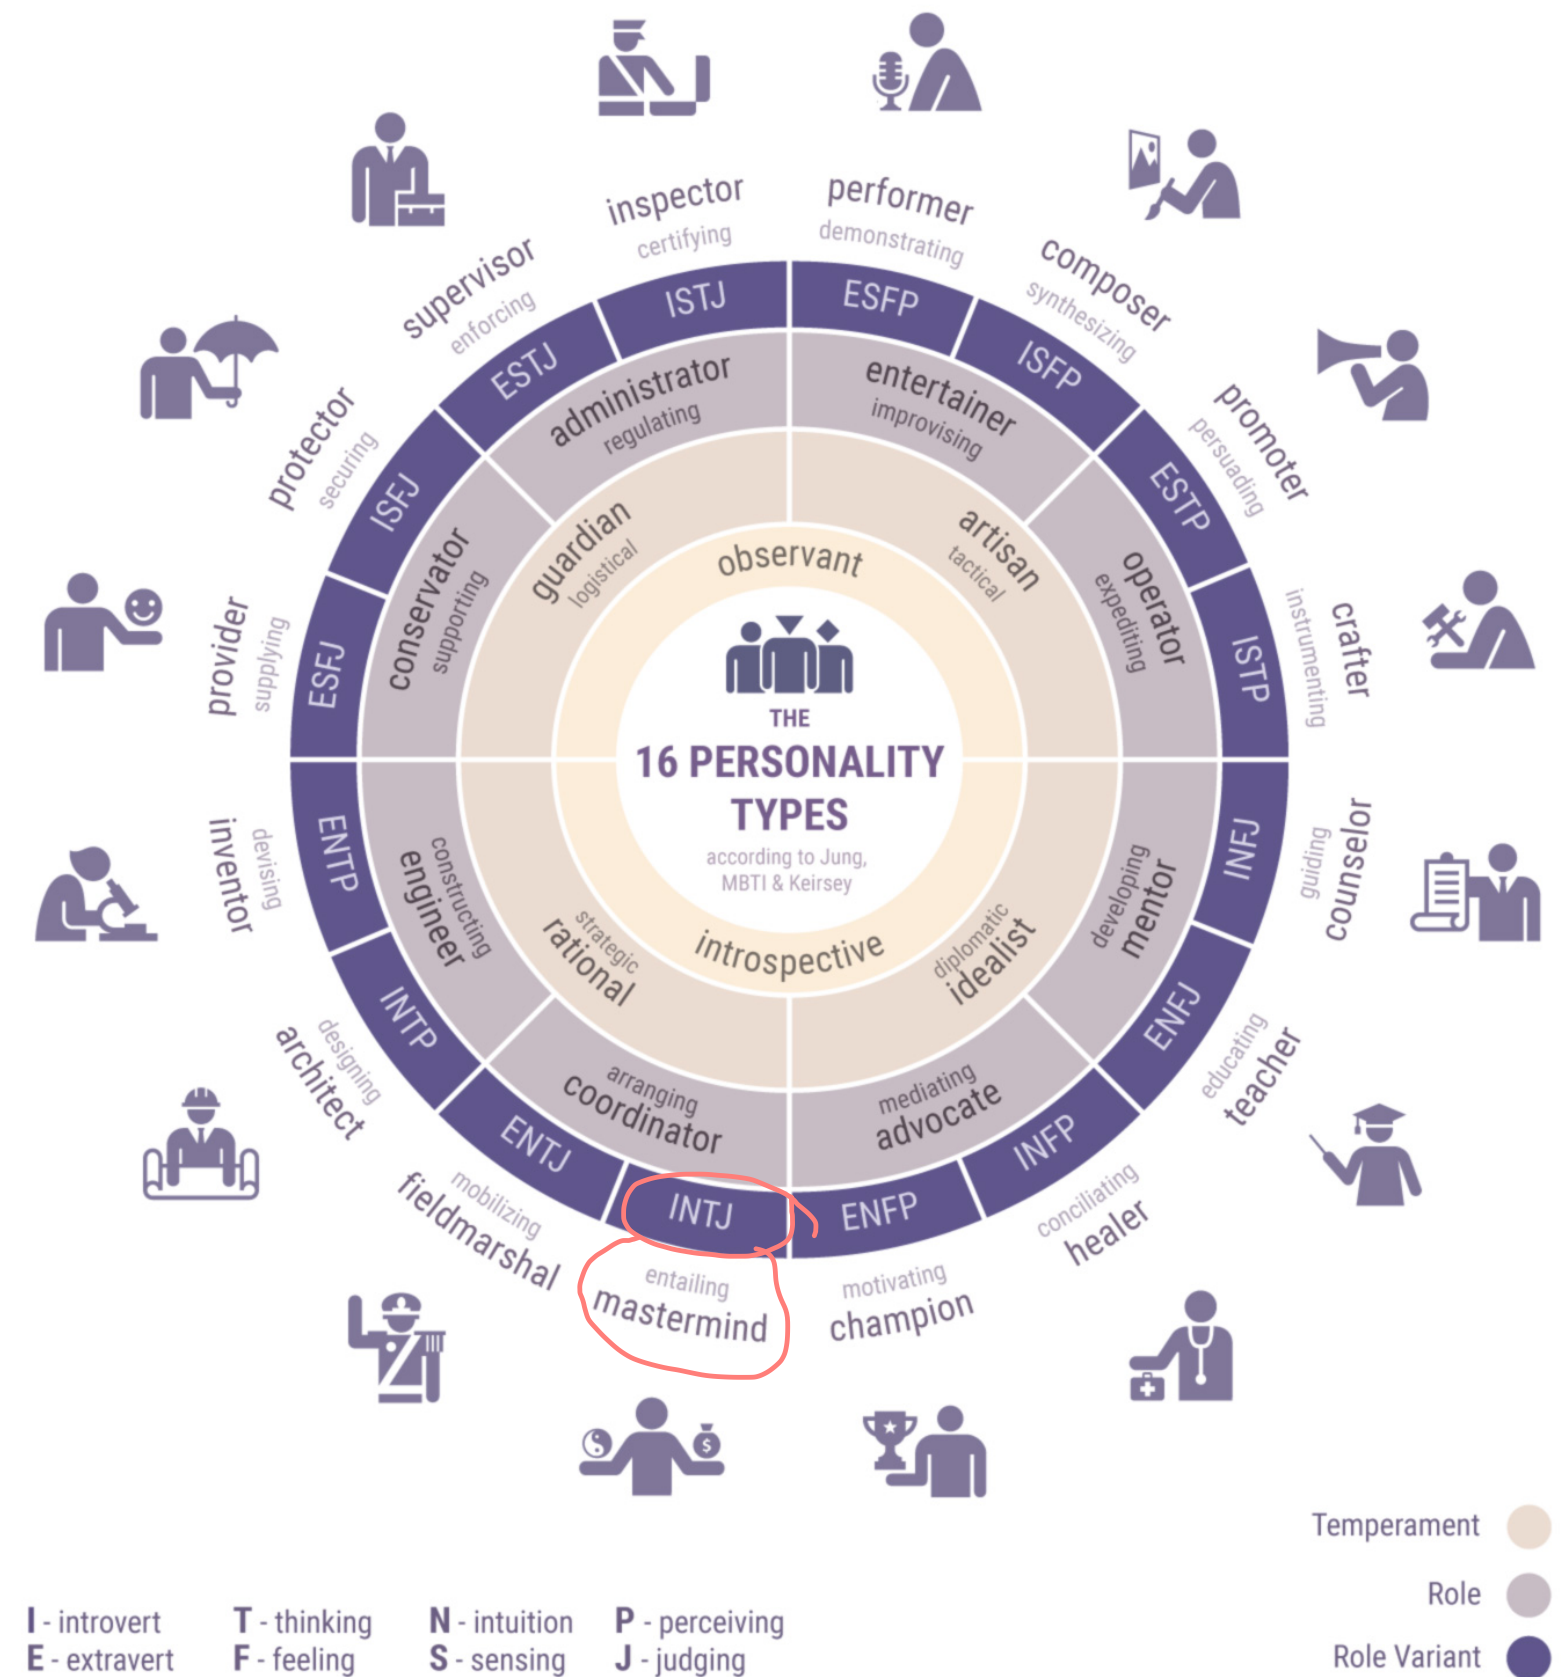 inspector
certifying
performer
demonstrating
supervisor
enforcing
composer
synthesizing
protector
securing
promoter
persuading
provider
supplying
crafter
instrumenting
ISTJ
ESFP
ESTJ
ISFP
ISFJ
ESTP
ESFJ
ISTP
administrator
regulating
entertainer
improvising
conservator
supporting
operator
expediting
guardian
logistical
artisan
tactical
observant
THE
16 PERSONALITY
TYPES
according to Jung,
MBTI & Keirsey
introspective
strategic
rational
diplomatic
idealist
constructing
engineer
developing
mentor
arranging
coordinator
mediating
advocate
ENTP
INFJ
INTP
ENFJ
ENTJ
INFP
INTJ
ENFP
devising
inventor
guiding
counselor
designing
architect
educating
teacher
mobilizing
fieldmarshal
conciliating
healer
entailing
mastermind
motivating
champion
Temperament
Role
Role Variant
I - introvert T - thinking N - intuition P - perceiving
E - extravert F - feeling S - sensing J - judging